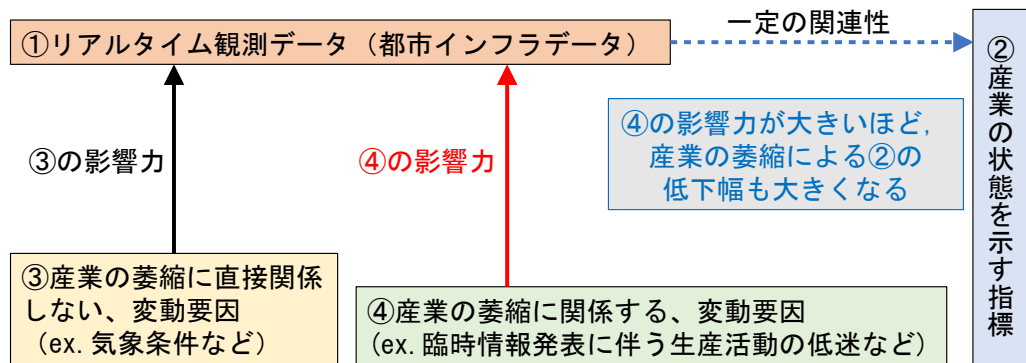 ①リアルタイム観測データ（都市インフラデータ）
一定の関連性
②産業の状態を示す指標
④の影響力が大きいほど,
産業の萎縮による②の
低下幅も大きくなる
③の影響力
④の影響力
③産業の萎縮に直接関係
しない、変動要因
（ex. 気象条件など）
④産業の萎縮に関係する、変動要因
（ex. 臨時情報発表に伴う生産活動の低迷など）